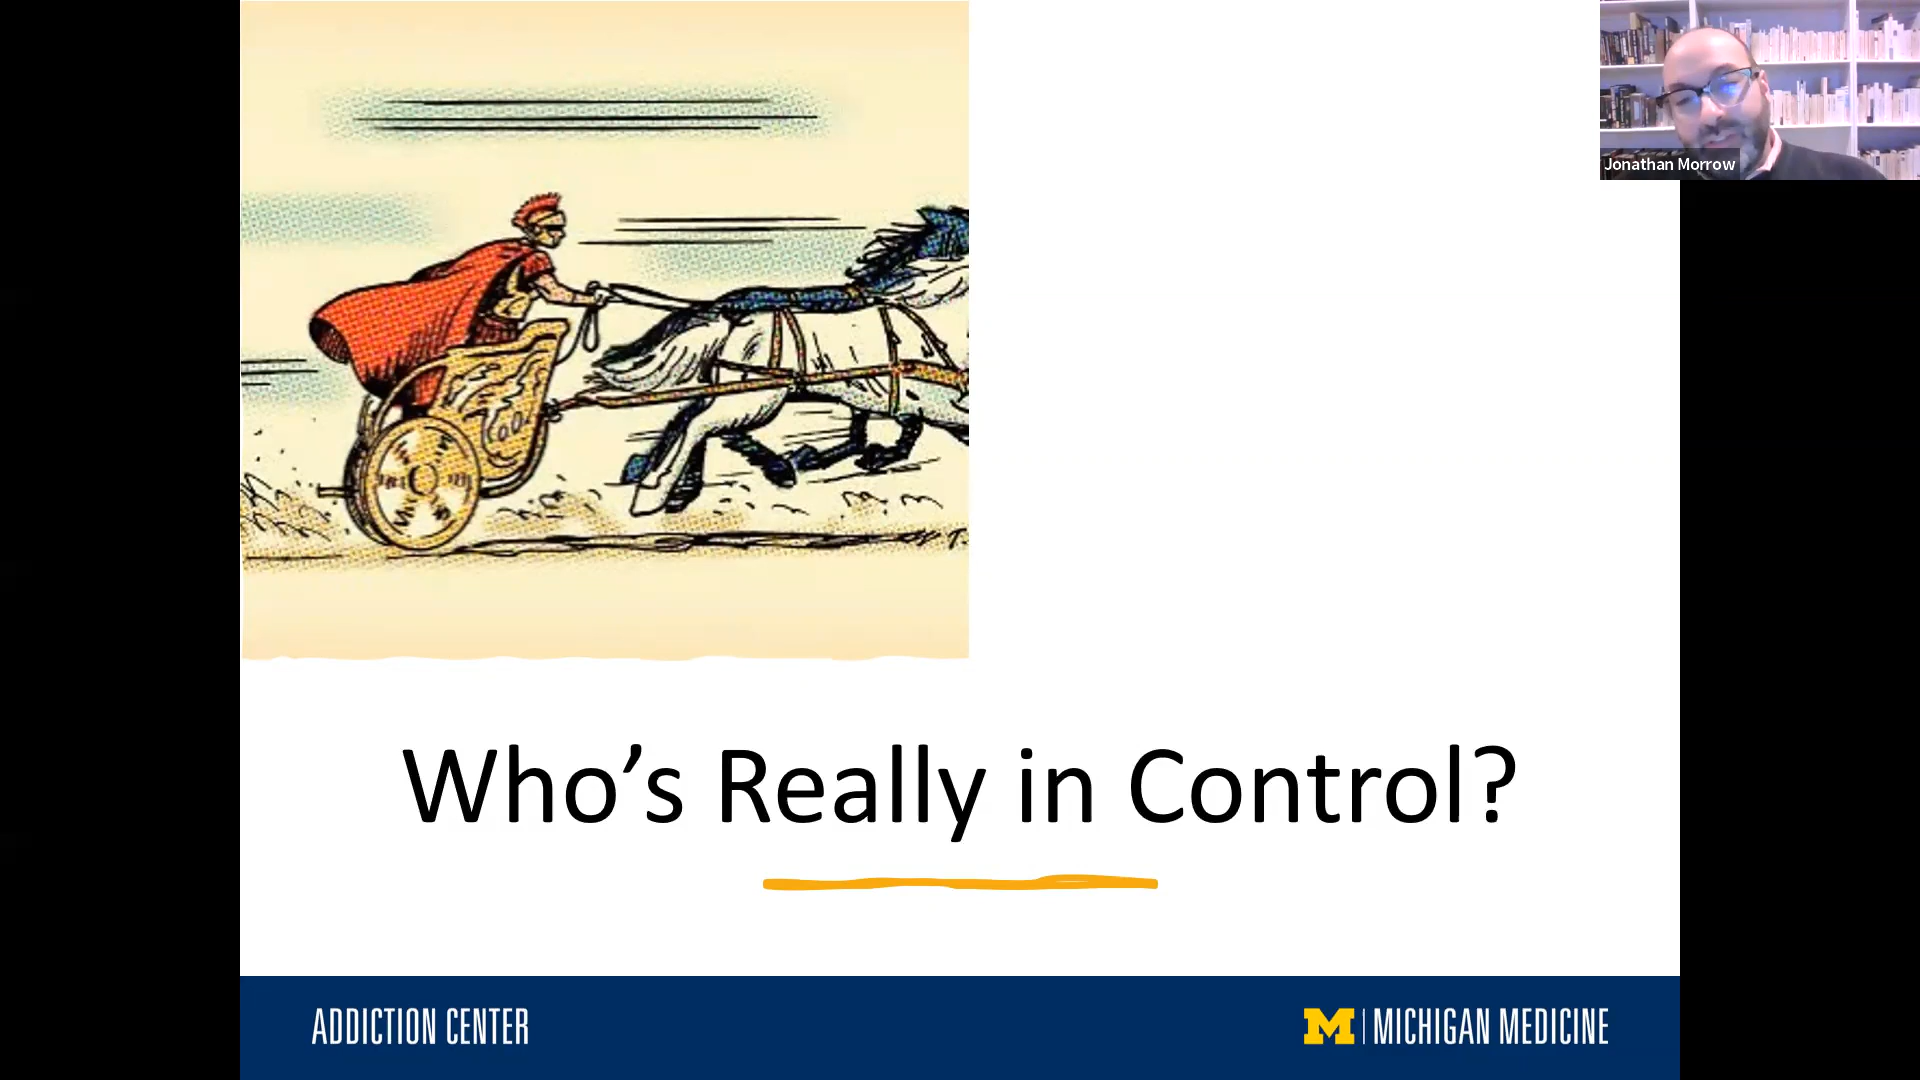 Jonathan Morrow
Who’s Really in Control?
ADDICTION CENTER
M | MICHIGAN MEDICINE